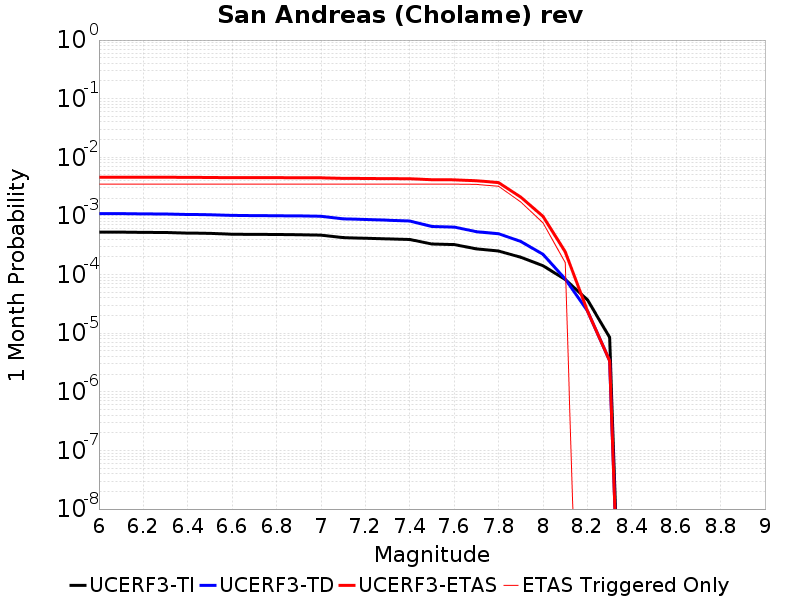 San Andreas (Cholame) rev
10^0
10^-1
10^-2
10^-3
10^-4
10^-5
10^-6
10^-7
10^-8
1 Month Probability
6 6.2 6.4 6.6 6.8 7 7.2 7.4 7.6 7.8 8 8.2 8.4 8.6 8.8 9
Magnitude
UCERF3-TI UCERF3-TD UCERF3-ETAS ETAS Triggered Only